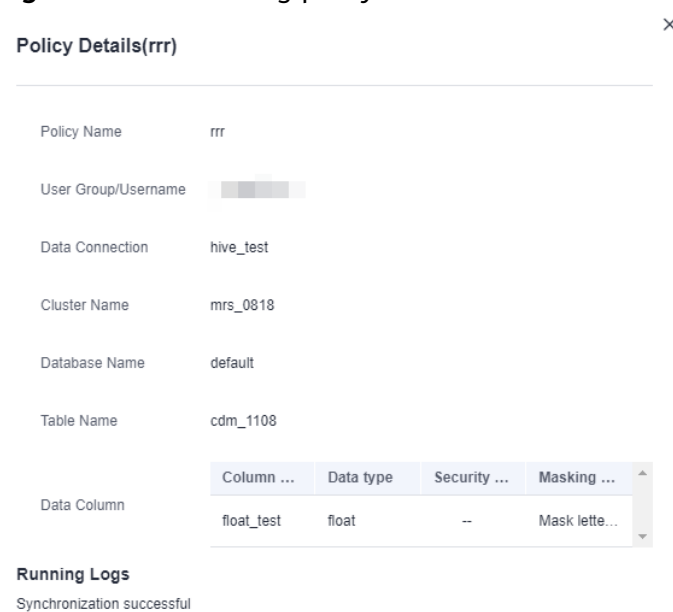 Policy Details(rrr)
Policy Name rrr
User Group/Username
Data Connection hive_test
Cluster Name mrs_0818
Database Name default
Table Name cdm_1108
Column ... Data type Security ... Masking ...
Data Column
float_test float -- Mask lette...
Running Logs
Synchronization successful